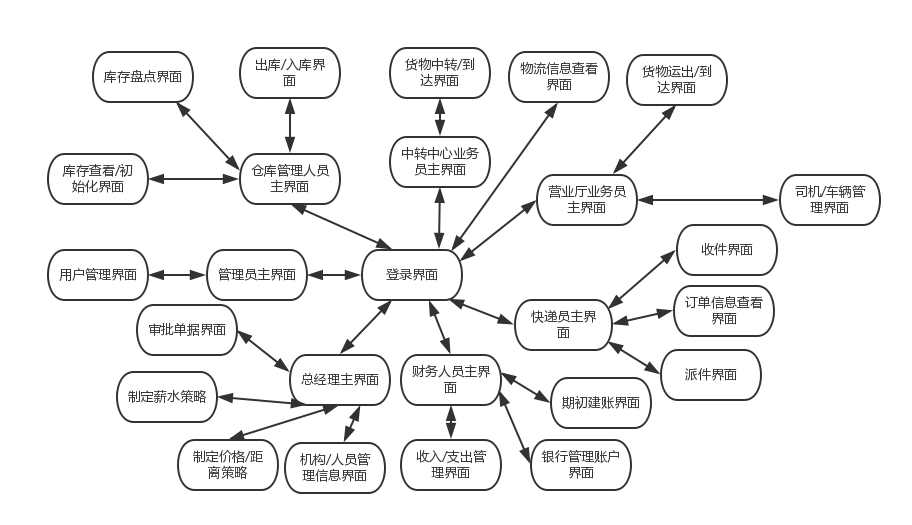 库存盘点界面
出库/入库界
面
货物中转/到
达界面
物流信息查看
界面
货物运出/到
达界面
库存查看/初
始化界面
仓库管理人员
主界面
中转中心业务
员主界面
营业厅业务员
主界面
司机/车辆管
理界面
用户管理界面
管理员主界面
登录界面
收件界面
审批单据界面
快递员主界
面
订单信息查看
界面
制定薪水策略
总经理主界面
财务人员主界
面
派件界面
期初建账界面
制定价格/距
离策略
机构/人员管
理信息界面
收入/支出管
理界面
银行管理账户
界面